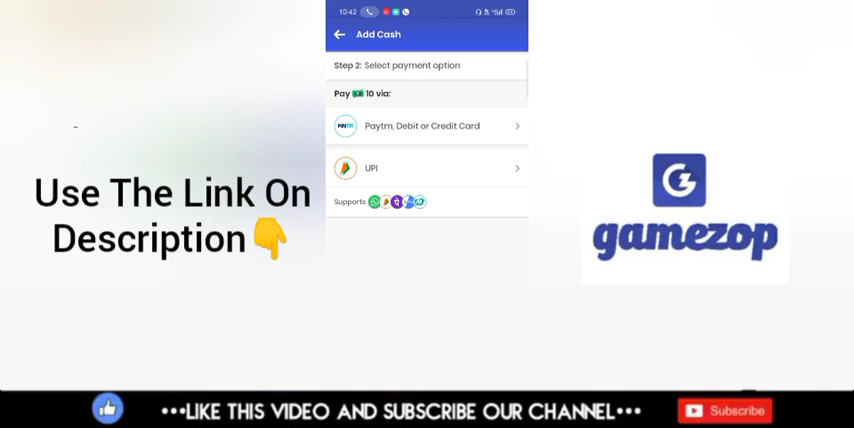 10:42
Add Cash
Step 2: Select payment option
Pay 10 via:
Paytm, Debit or Credit Card
UPI
Supports
Use The Link On
Description👇
gamezop
•••LIKE THIS VIDEO AND SUBSCRIBE OUR CHANNEL•••
Subscribe